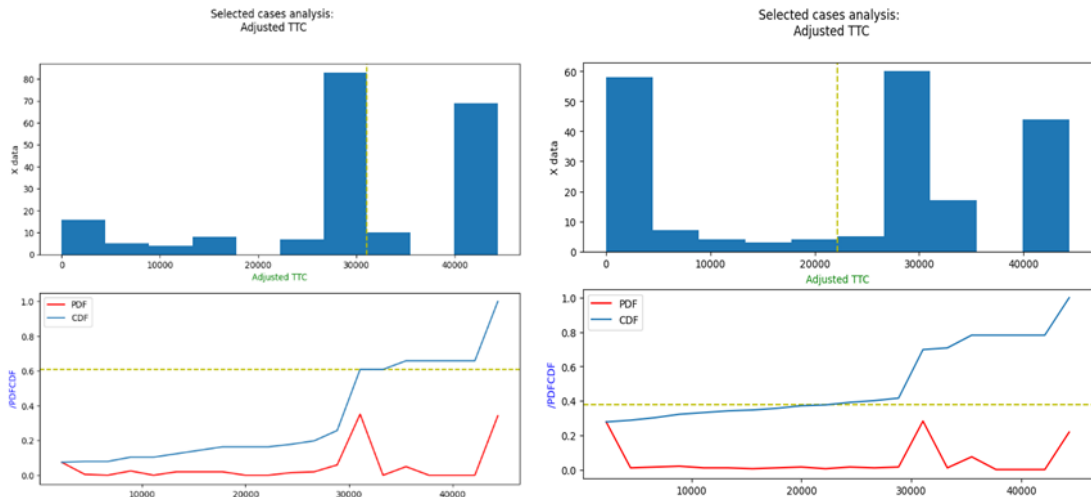 Selected cases analysis:
Adjusted TTC
80
70
60
50
40
30
20
10
0
X data
0 10000 20000 30000 40000
Adjusted TTC
PDF
CDF
1.0
0.8
0.6
0.4
0.2
0.0
/PDFCDF
10000 20000 30000 40000
Selected cases analysis:
Adjusted TTC
60
50
40
30
20
10
0
X data
0 10000 20000 30000 40000
Adjusted TTC
PDF
CDF
1.0
0.8
0.6
0.4
0.2
0.0
/PDFCDF
10000 20000 30000 40000